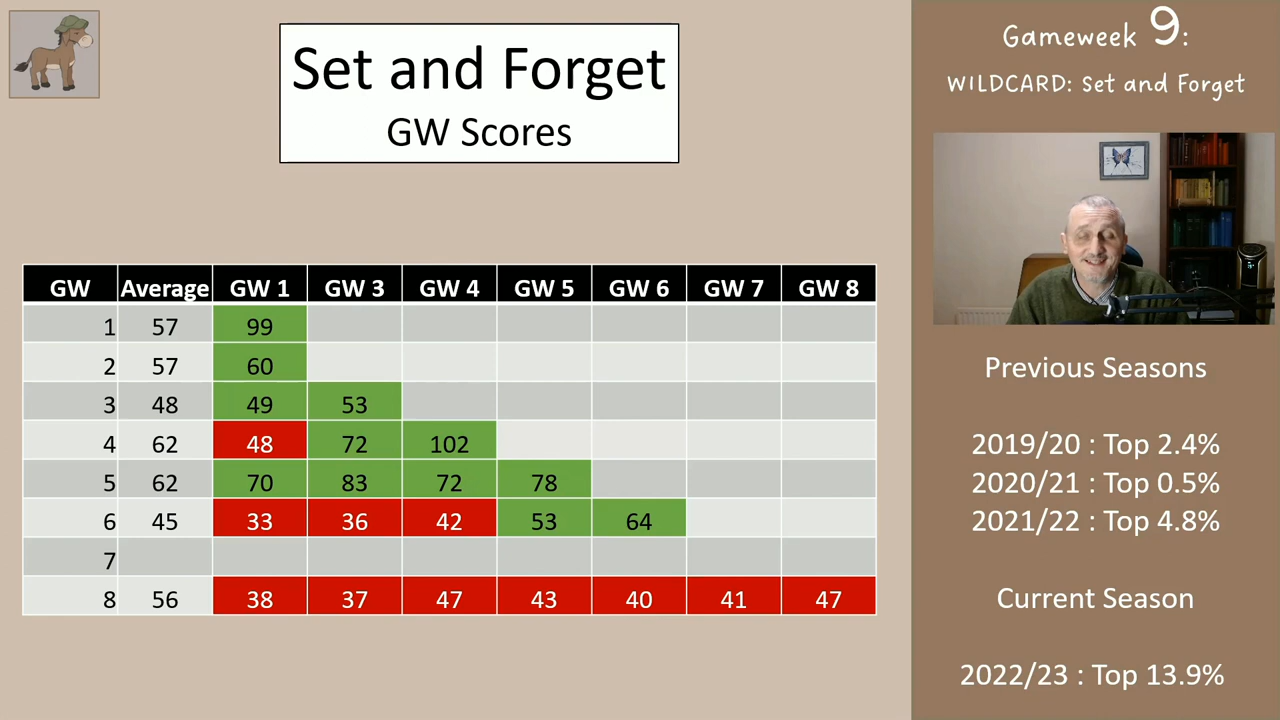 Set and Forget
GW Scores
GW Average GW 1 GW 3 GW 4 GW 5 GW 6 GW 7 GW 8
1 57 99
2 57 60
3 48 49 53
4 62 48 72 102
5 62 70 83 72 78
6 45 33 36 42 53 64
7
8 56 38 37 47 43 40 41 47
Gameweek 9:
WILDCARD: Set and Forget
Previous Seasons
2019/20 : Top 2.4%
2020/21 : Top 0.5%
2021/22 : Top 4.8%
Current Season
2022/23 : Top 13.9%